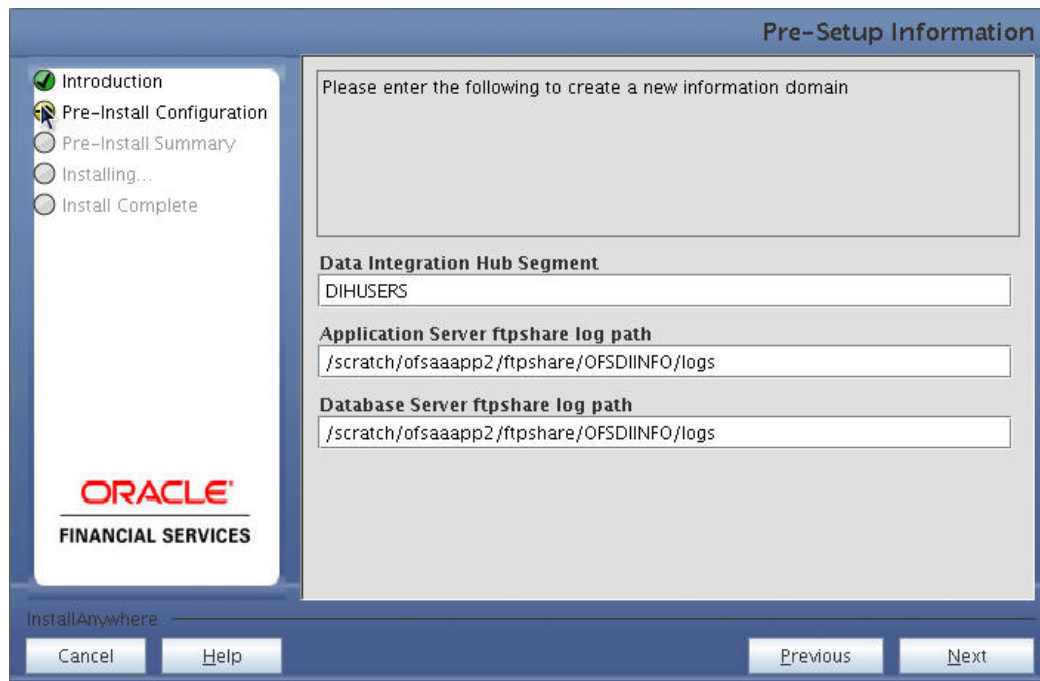 Pre-Setup Information
Introduction
Pre-Install Configuration
Pre-Install Summary
Installing...
Install Complete
ORACLE'
FINANCIAL SERVICES
Please enter the following to create a new information domain
Data Integration Hub Segment
DIHUSERS
Application Server ftpshare log path
/scratch/ofsaaapp2/ftpshare/OFSDIINFO/logs
Database Server ftpshare log path
/scratch/ofsaaapp2/ftpshare/OFSDIINFO/logs
InstallAnywhere
Cancel
Help
Previous
Next